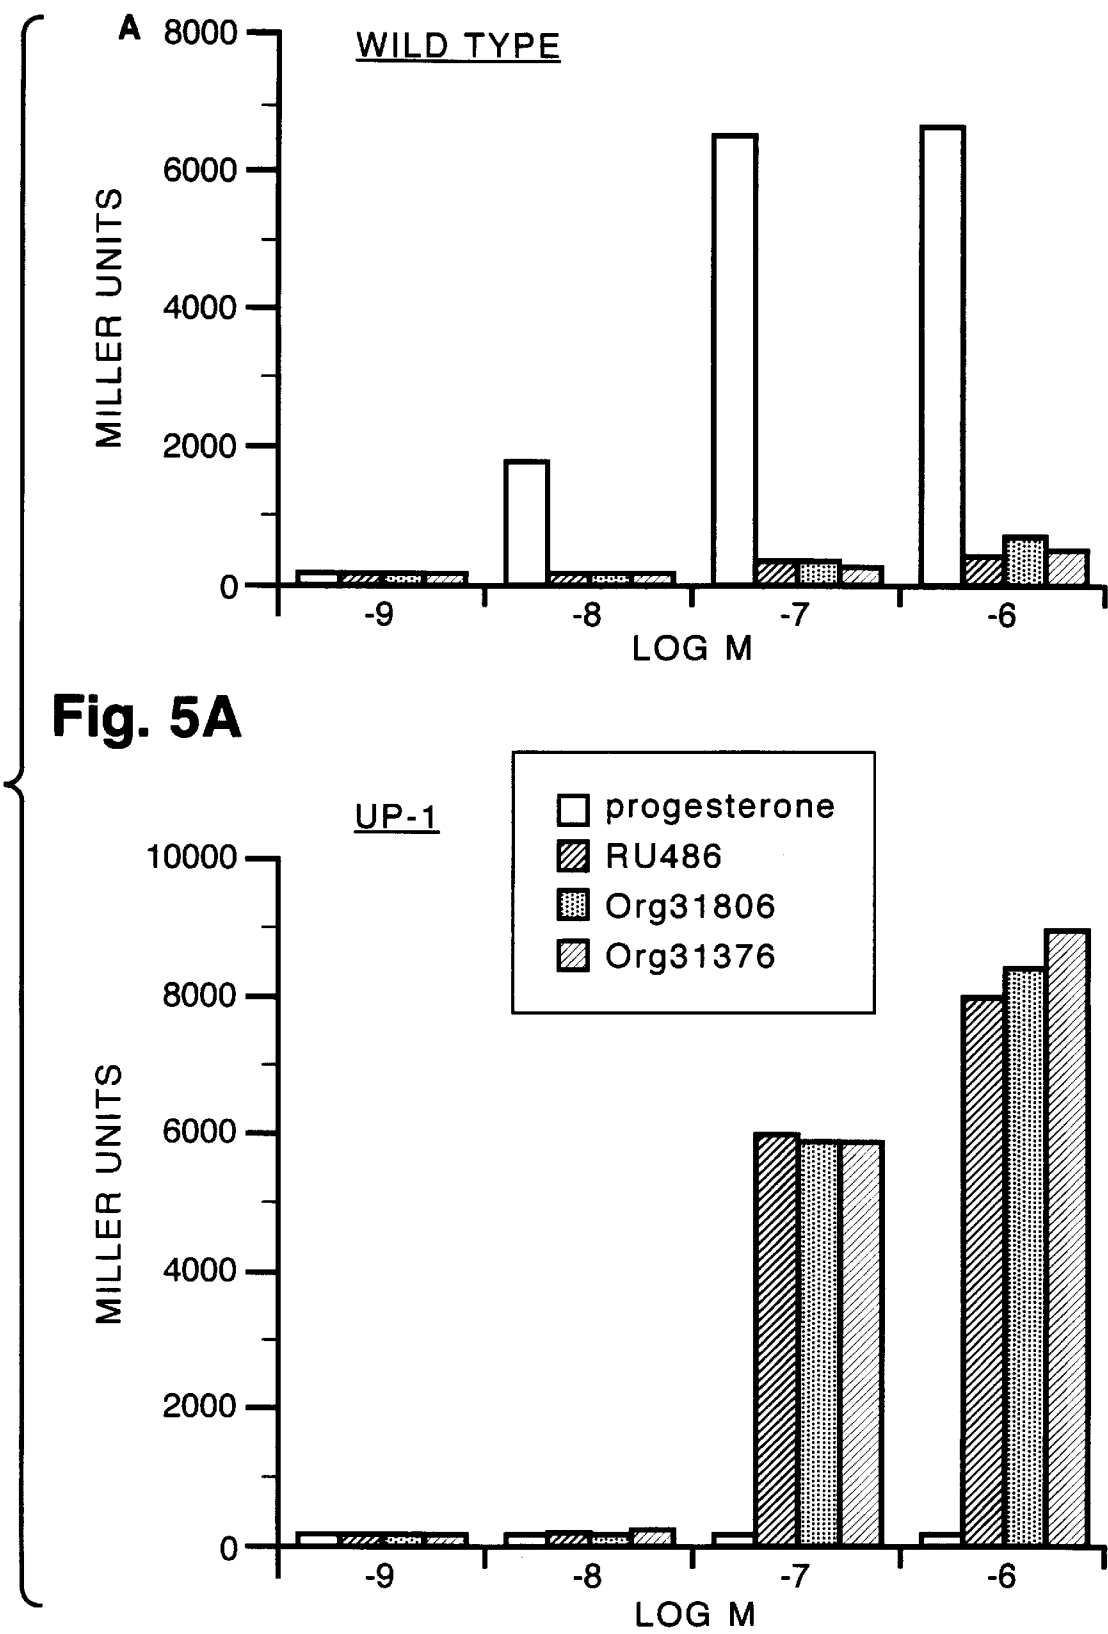 A
WILD TYPE
8000
6000
4000
2000
0
MILLER UNITS
-9 -8 -7 -6
LOG M
Fig. 5A
progesterone
RU486
Org31806
Org31376
UP-1
10000
8000
6000
4000
2000
0
MILLER UNITS
-9 -8 -7 -6
LOG M